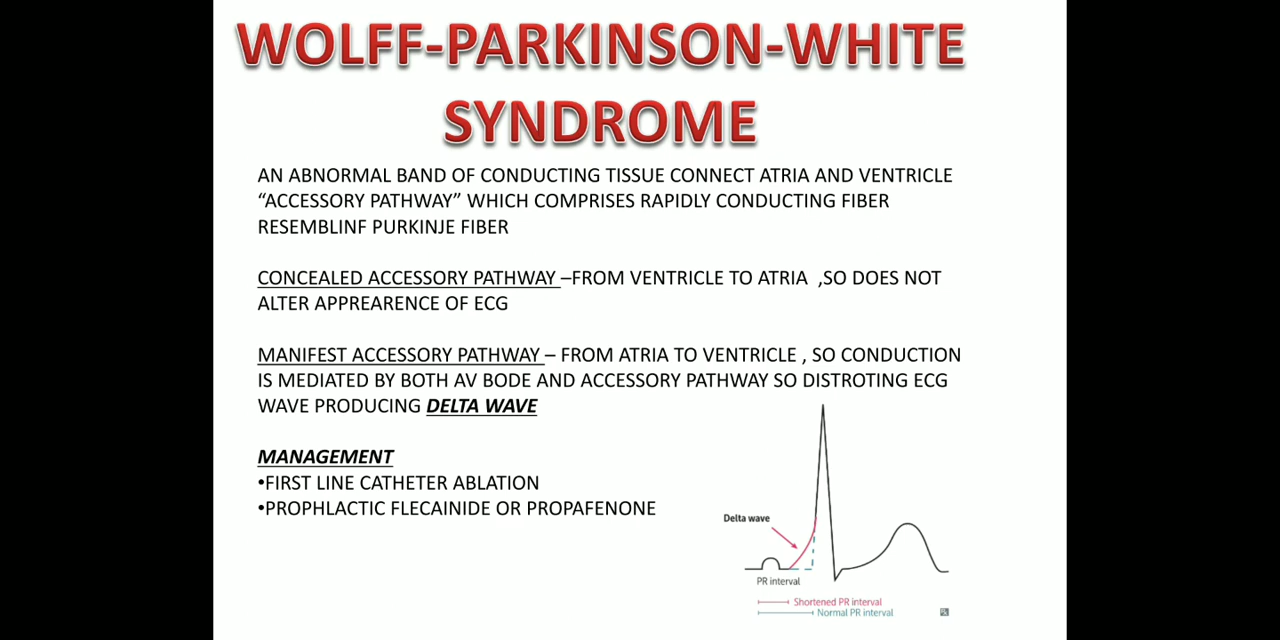 WOLFF-PARKINSON-WHITE
SYNDROME
AN ABNORMAL BAND OF CONDUCTING TISSUE CONNECT ATRIA AND VENTRICLE
“ACCESSORY PATHWAY” WHICH COMPRISES RAPIDLY CONDUCTING FIBER
RESEMBLINF PURKINJE FIBER
CONCEALED ACCESSORY PATHWAY –FROM VENTRICLE TO ATRIA ,SO DOES NOT
ALTER APPREARENCE OF ECG
MANIFEST ACCESSORY PATHWAY – FROM ATRIA TO VENTRICLE , SO CONDUCTION
IS MEDIATED BY BOTH AV BODE AND ACCESSORY PATHWAY SO DISTROTING ECG
WAVE PRODUCING DELTA WAVE
MANAGEMENT
•FIRST LINE CATHETER ABLATION
•PROPHLACTIC FLECAINIDE OR PROPAFENONE
Delta wave
PR interval
Shortened PR interval
Normal PR interval